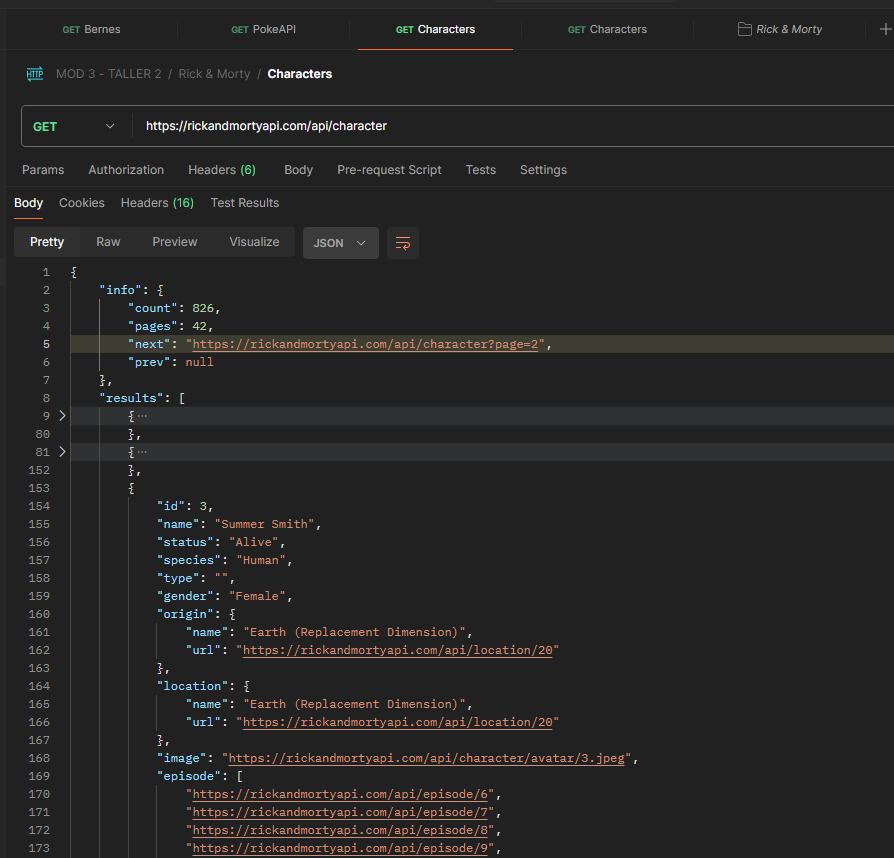 GET Bernes GET PokeAPI GET Characters GET Characters Rick & Morty +
HTTP MOD 3 - TALLER 2 / Rick & Morty / Characters
GET https://rickandmortyapi.com/api/character
Params Authorization Headers (6) Body Pre-request Script Tests Settings
Body Cookies Headers (16) Test Results
Pretty Raw Preview Visualize JSON
1 {
2 "info": {
3 "count": 826,
4 "pages": 42,
5 "next": "https://rickandmortyapi.com/api/character?page=2",
6 "prev": null
7 },
8 "results": [
9 { ···
80 },
81 { ···
152 },
153 {
154 "id": 3,
155 "name": "Summer Smith",
156 "status": "Alive",
157 "species": "Human",
158 "type": "",
159 "gender": "Female",
160 "origin": {
161 "name": "Earth (Replacement Dimension)",
162 "url": "https://rickandmortyapi.com/api/location/20"
163 },
164 "location": {
165 "name": "Earth (Replacement Dimension)",
166 "url": "https://rickandmortyapi.com/api/location/20"
167 },
168 "image": "https://rickandmortyapi.com/api/character/avatar/3.jpeg",
169 "episode": [
170 "https://rickandmortyapi.com/api/episode/6",
171 "https://rickandmortyapi.com/api/episode/7",
172 "https://rickandmortyapi.com/api/episode/8",
173 "https://rickandmortyapi.com/api/episode/9",